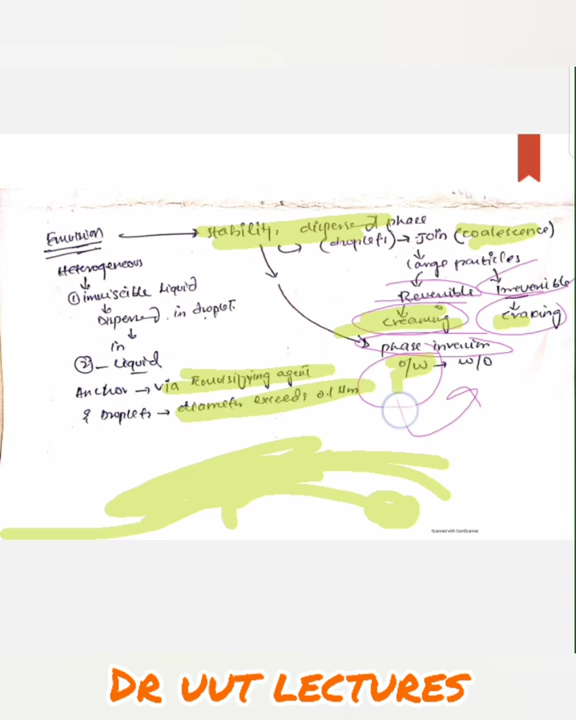 Emulsion → stability, dispersed phase
(droplets) → Join (coalescence)
Heterogeneous
↓
large particles
① immiscible liquid
Reversible
Irreversible
↓
Dispersed in droplet
creaming
craking
↓
in
phase inversion
② - Liquid
o/w → w/o
Anchor → via Emulsifying agent
& Droplets → diameter exceeds 0.1 µm
Scanned with CamScanner
DR UUT LECTURES